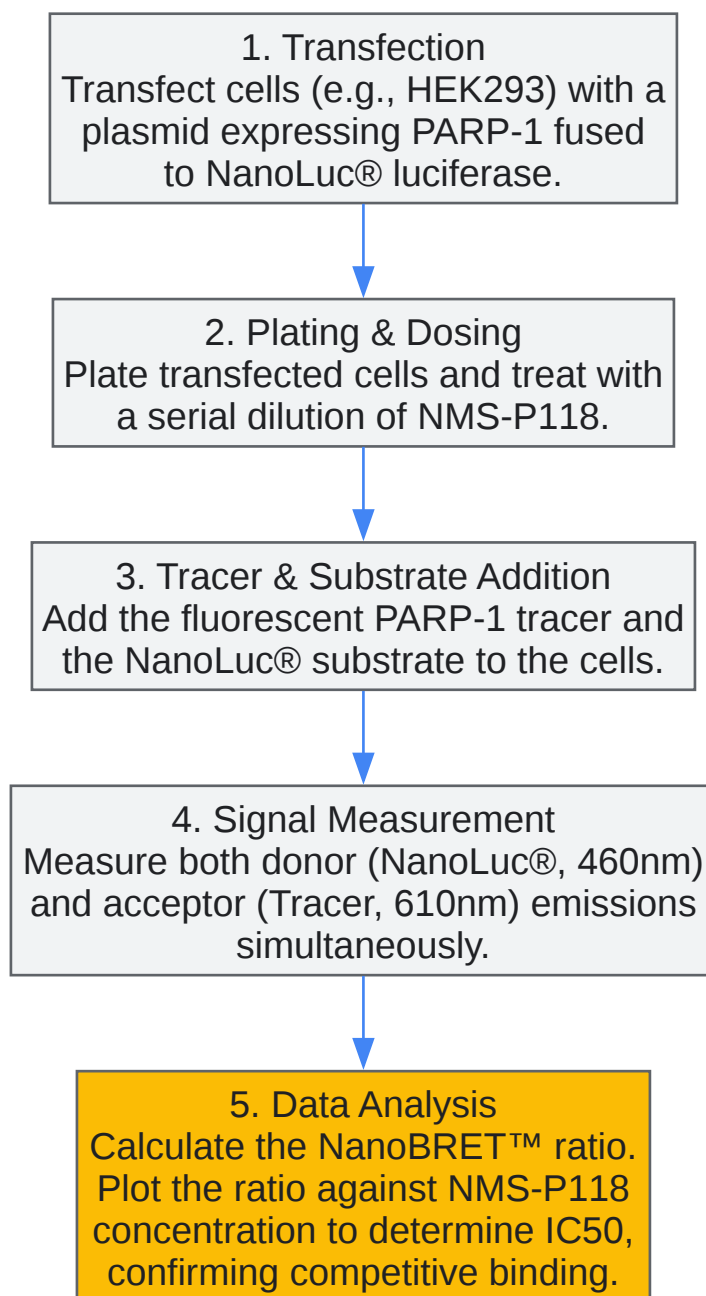 1. Transfection
Transfect cells (e.g., HEK293) with a
plasmid expressing PARP-1 fused
to NanoLuc® luciferase.
2. Plating & Dosing
Plate transfected cells and treat with
a serial dilution of NMS-P118.
3. Tracer & Substrate Addition
Add the fluorescent PARP-1 tracer and
the NanoLuc® substrate to the cells.
4. Signal Measurement
Measure both donor (NanoLuc®, 460nm)
and acceptor (Tracer, 610nm) emissions
simultaneously.
5. Data Analysis
Calculate the NanoBRET™ ratio.
Plot the ratio against NMS-P118
concentration to determine IC50,
confirming competitive binding.